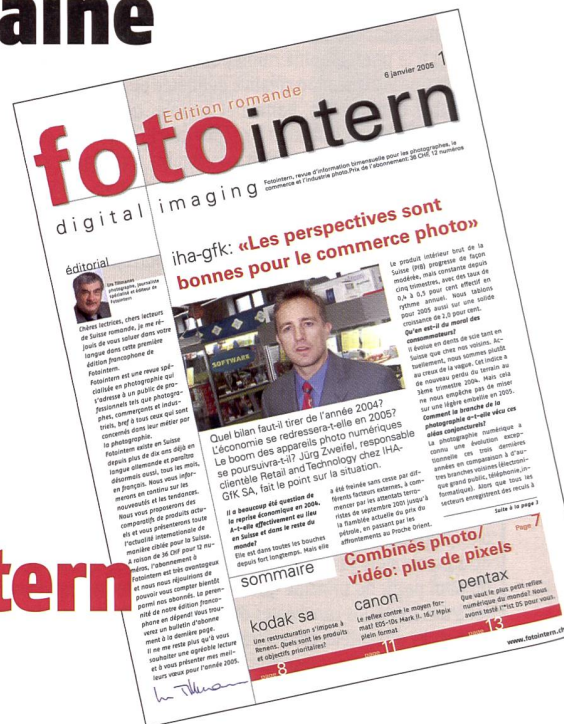 aine
Edition romande
6 janvier 2005
1
fotointern
digital imaging
Fotointern, revue d'information bimensuelle pour les photographes, le
commerce et l'industrie photo. Prix de l'abonnement: 36 CHF, 12 numéros
éditorial
Urs Tillmanns
photographe, journaliste
spécialisé et éditeur de
Fotointern
Chères lectrices, chers lecteurs
de Suisse romande, je me ré-
jouis de vous saluer dans votre
langue dans cette première
édition francophone de
Fotointern.
Fotointern est une revue spé-
cialisée en photographie qui
s'adresse à un public de pro-
fessionnels tels que photogra-
phes, commerçants et indus-
triels, bref à tous ceux qui sont
concernés dans leur métier par
la photographie.
Fotointern existe en Suisse
depuis plus de dix ans déjà en
langue allemande et paraîtra
désormais aussi, tous les mois,
en français. Nous vous infor-
merons en continu sur les
nouveautés et les tendances.
Nous vous proposerons des
comparatifs de produits actu-
els et vous présenterons toute
l'actualité internationale de
manière ciblée pour la Suisse.
A raison de 36 CHF pour 12 nu-
méros, l'abonnement à
Fotointern est très avantageux
et nous nous réjouirions de
pouvoir vous compter bientôt
parmi nos abonnés. La péren-
nité de notre édition franco-
phone en dépend! Vous trou-
verez un bulletin d'abonne
ment à la dernière page.
Il ne me reste plus qu'à vous
souhaiter une agréable lecture
et à vous présenter mes meil-
leurs vœux pour l'année 2005.
iha-gfk: «Les perspectives sont
bonnes pour le commerce photo»
SOFTWARE
Quel bilan faut-il tirer de l'année 2004?
L'économie se redressera-t-elle en 2005?
Le boom des appareils photo numériques
se poursuivra-t-il? Jürg Zweifel, responsable
clientèle Retail and Technology chez IHA-
GfK SA, fait le point sur la situation.
Il a beaucoup été question de
la reprise économique en 2004.
A-t-elle effectivement eu lieu
en Suisse et dans le reste du
monde?
Elle est dans toutes les bouches
depuis fort longtemps. Mais elle
a été freinée sans cesse par dif-
férents facteurs externes, à com-
mencer par les attentats terro-
ristes de septembre 2001 jusqu'à
la flambée actuelle du prix du
pétrole, en passant par les
affrontements au Proche Orient.
Le produit intérieur brut de la
Suisse (PIB) progresse de façon
modérée, mais constante depuis
cinq trimestres, avec des taux de
0,4 à 0,5 pour cent effectif en
rythme annuel. Nous tablons
pour 2005 aussi sur une solide
croissance de 2,0 pour cent.
Qu'en est-il du moral des
consommateurs?
Il évolue en dents de scie tant en
Suisse que chez nos voisins. Ac-
tuellement, nous sommes plutôt
au creux de la vague. Cet indice a
de nouveau perdu du terrain au
3ème trimestre 2004. Mais cela
ne nous empêche pas de miser
sur une légère embellie en 2005.
Comment la branche de la
photographie a-t-elle vécu ces
aléas conjoncturels?
La photographie numérique a
connu une évolution excep-
tionnelle ces trois dernières
années en comparaison à d'au-
tres branches voisines (électroni-
que grand public, téléphonie, in-
formatique). Alors que tous les
secteurs enregistrent des reculs à
Suite à la page 3
tern
sommaire
Combinés photo/
vidéo: plus de pixels
Page 7
kodak sa
Une restructuration s'impose à
Renens. Quels sont les produits
et objectifs prioritaires?
page 8
canon
Le reflex contre le moyen for-
mat? EOS-1Ds Mark II. 16,7 Mpix
plein format
page 11
pentax
Que vaut le plus petit reflex
numérique du monde? Nous
avons testé l'*ist DS pour vous.
page 13
www.fotointern.ch